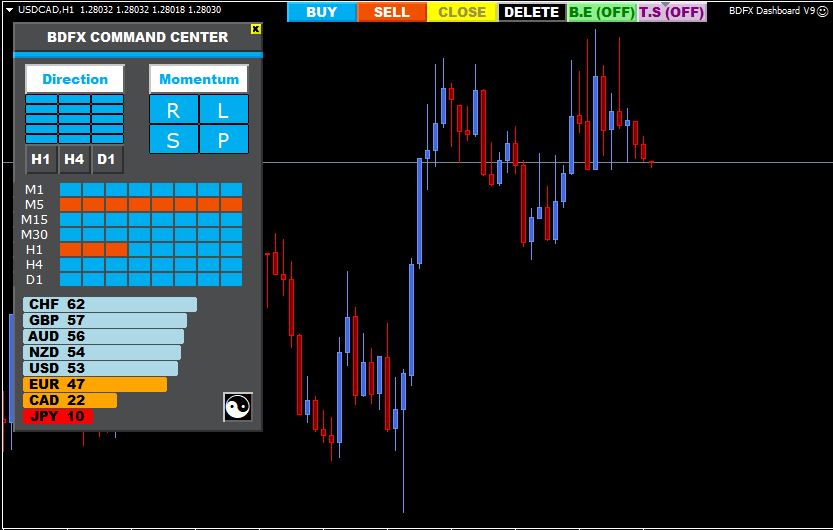 USDCAD,H1 1.28032 1.28032 1.28018 1.28030
BUY SELL CLOSE DELETE B.E (OFF) T.S (OFF)
BDFX Dashboard V9
BDFX COMMAND CENTER
X
Direction
Momentum
R L
S P
H1 H4 D1
M1
M5
M15
M30
H1
H4
D1
CHF 62
GBP 57
AUD 56
NZD 54
USD 53
EUR 47
CAD 22
JPY 10